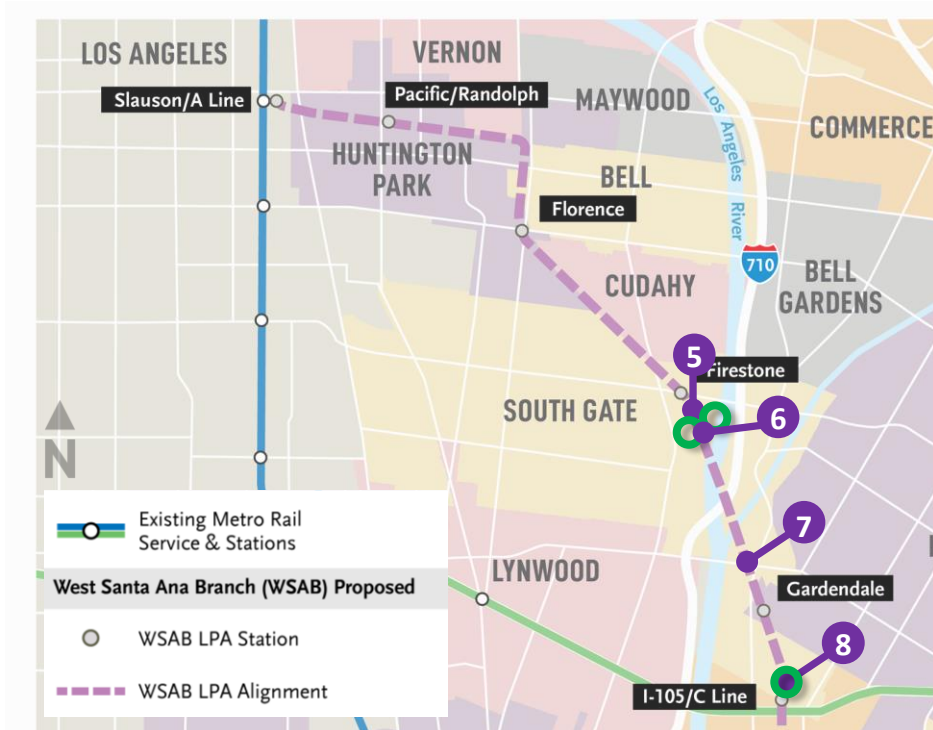 LOS ANGELES
VERNON
Slauson/A Line
Pacific/Randolph
MAYWOOD
Los Angeles River
COMMERCE
HUNTINGTON
PARK
BELL
Florence
710
CUDAHY
BELL
GARDENS
5
Firestone
SOUTH GATE
6
N
7
Existing Metro Rail
Service & Stations
LYNWOOD
West Santa Ana Branch (WSAB) Proposed
Gardendale
WSAB LPA Station
8
WSAB LPA Alignment
I-105/C Line